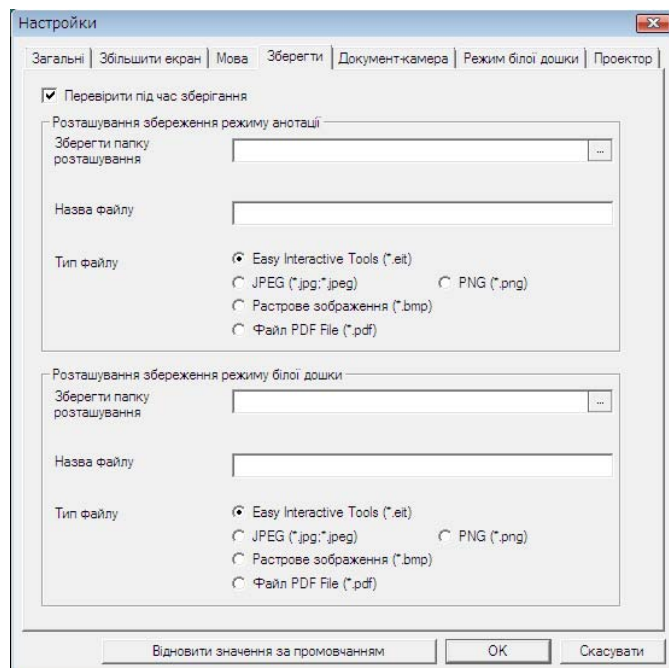 Настройки
Загальні Збільшити екран Мова Зберегти Документ-камера Режим білої дошки Проектор
Перевірити під час зберігання
Розташування збереження режиму анотації
Зберегти папку
розташування
...
Назва файлу
Тип файлу
Easy Interactive Tools (*.eit)
JPEG (*.jpg;*.jpeg) PNG (*.png)
Растрове зображення (*.bmp)
Файл PDF File (*.pdf)
Розташування збереження режиму білої дошки
Зберегти папку
розташування
...
Назва файлу
Тип файлу
Easy Interactive Tools (*.eit)
JPEG (*.jpg;*.jpeg) PNG (*.png)
Растрове зображення (*.bmp)
Файл PDF File (*.pdf)
Відновити значення за промовчанням OK Скасувати